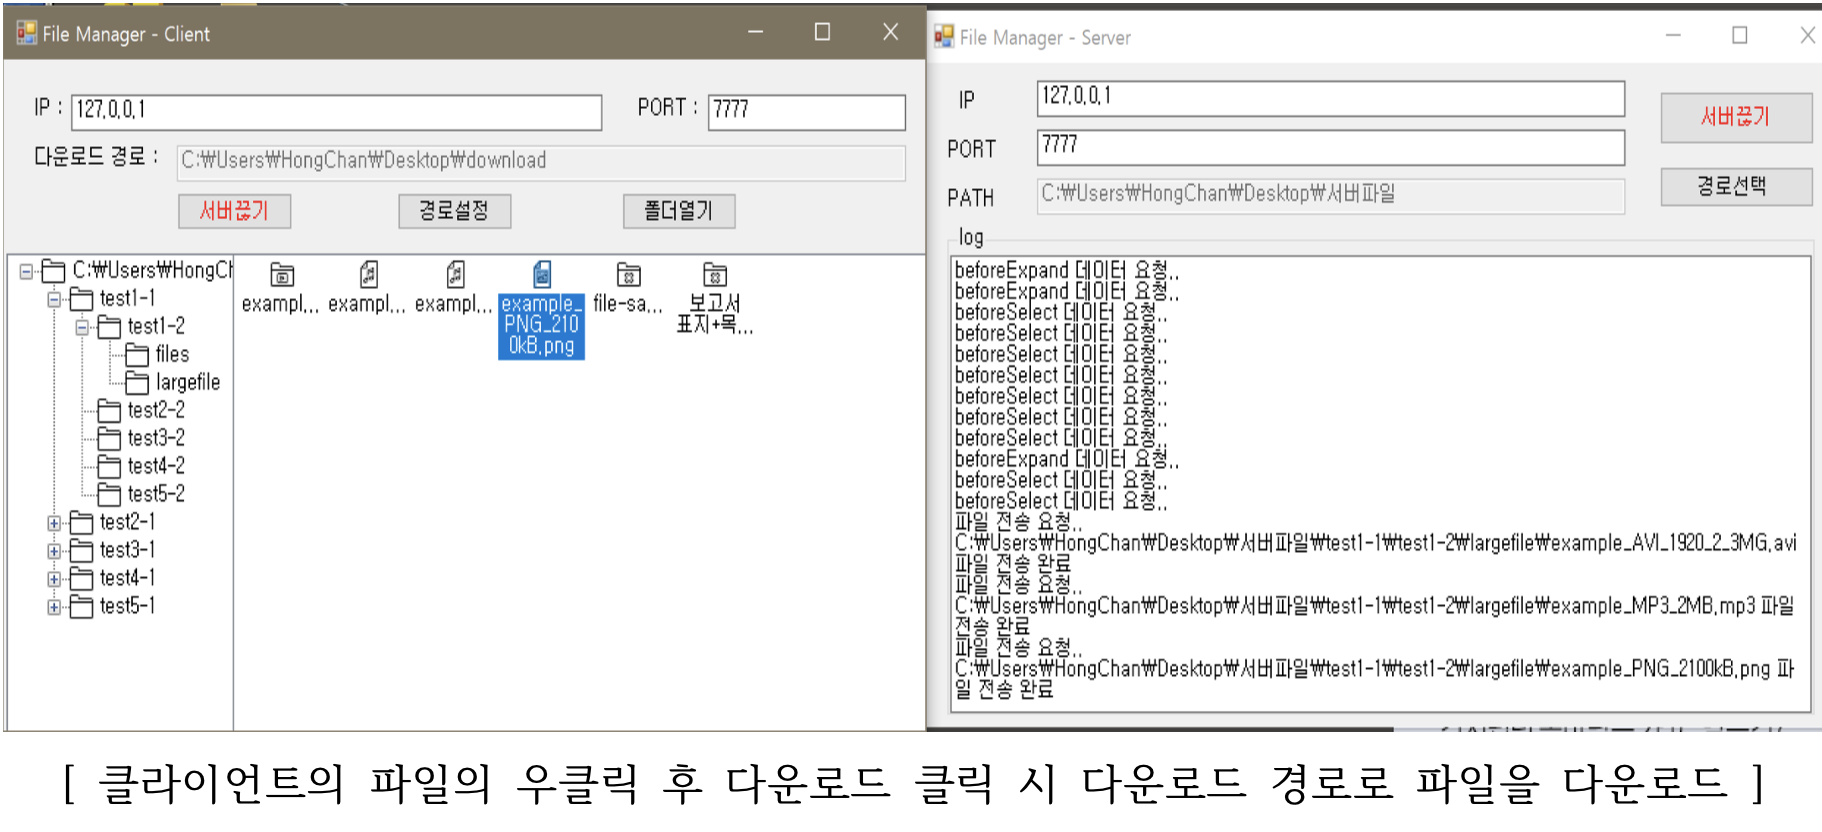 File Manager - Client
IP :
127,0,0,1
PORT :
7777
다운로드 경로 :
C:₩Users₩HongChan₩Desktop₩download
서버끊기
경로설정
폴더열기
C:₩Users₩HongCh
test1-1
test1-2
files
largefile
test2-2
test3-2
test4-2
test5-2
test2-1
test3-1
test4-1
test5-1
exampl...
exampl...
exampl...
example_
PNG_210
0kB,png
file-sa...
보고서
표지+목...
File Manager - Server
IP
127,0,0,1
PORT
7777
PATH
C:₩Users₩HongChan₩Desktop₩서버파일
서버끊기
경로선택
log
beforeExpand 데이터 요청..
beforeExpand 데이터 요청..
beforeSelect 데이터 요청..
beforeSelect 데이터 요청..
beforeSelect 데이터 요청..
beforeSelect 데이터 요청..
beforeSelect 데이터 요청..
beforeSelect 데이터 요청..
beforeSelect 데이터 요청..
beforeExpand 데이터 요청..
beforeSelect 데이터 요청..
beforeSelect 데이터 요청..
파일 전송 요청..
C:₩Users₩HongChan₩Desktop₩서버파일₩test1-1₩test1-2₩largefile₩example_AVI_1920_2_3MG,avi
파일 전송 완료
파일 전송 요청..
C:₩Users₩HongChan₩Desktop₩서버파일₩test1-1₩test1-2₩largefile₩example_MP3_2MB,mp3 파일
전송 완료
파일 전송 요청..
C:₩Users₩HongChan₩Desktop₩서버파일₩test1-1₩test1-2₩largefile₩example_PNG_2100kB,png 파
일 전송 완료
[ 클라이언트의 파일의 우클릭 후 다운로드 클릭 시 다운로드 경로로 파일을 다운로드 ]